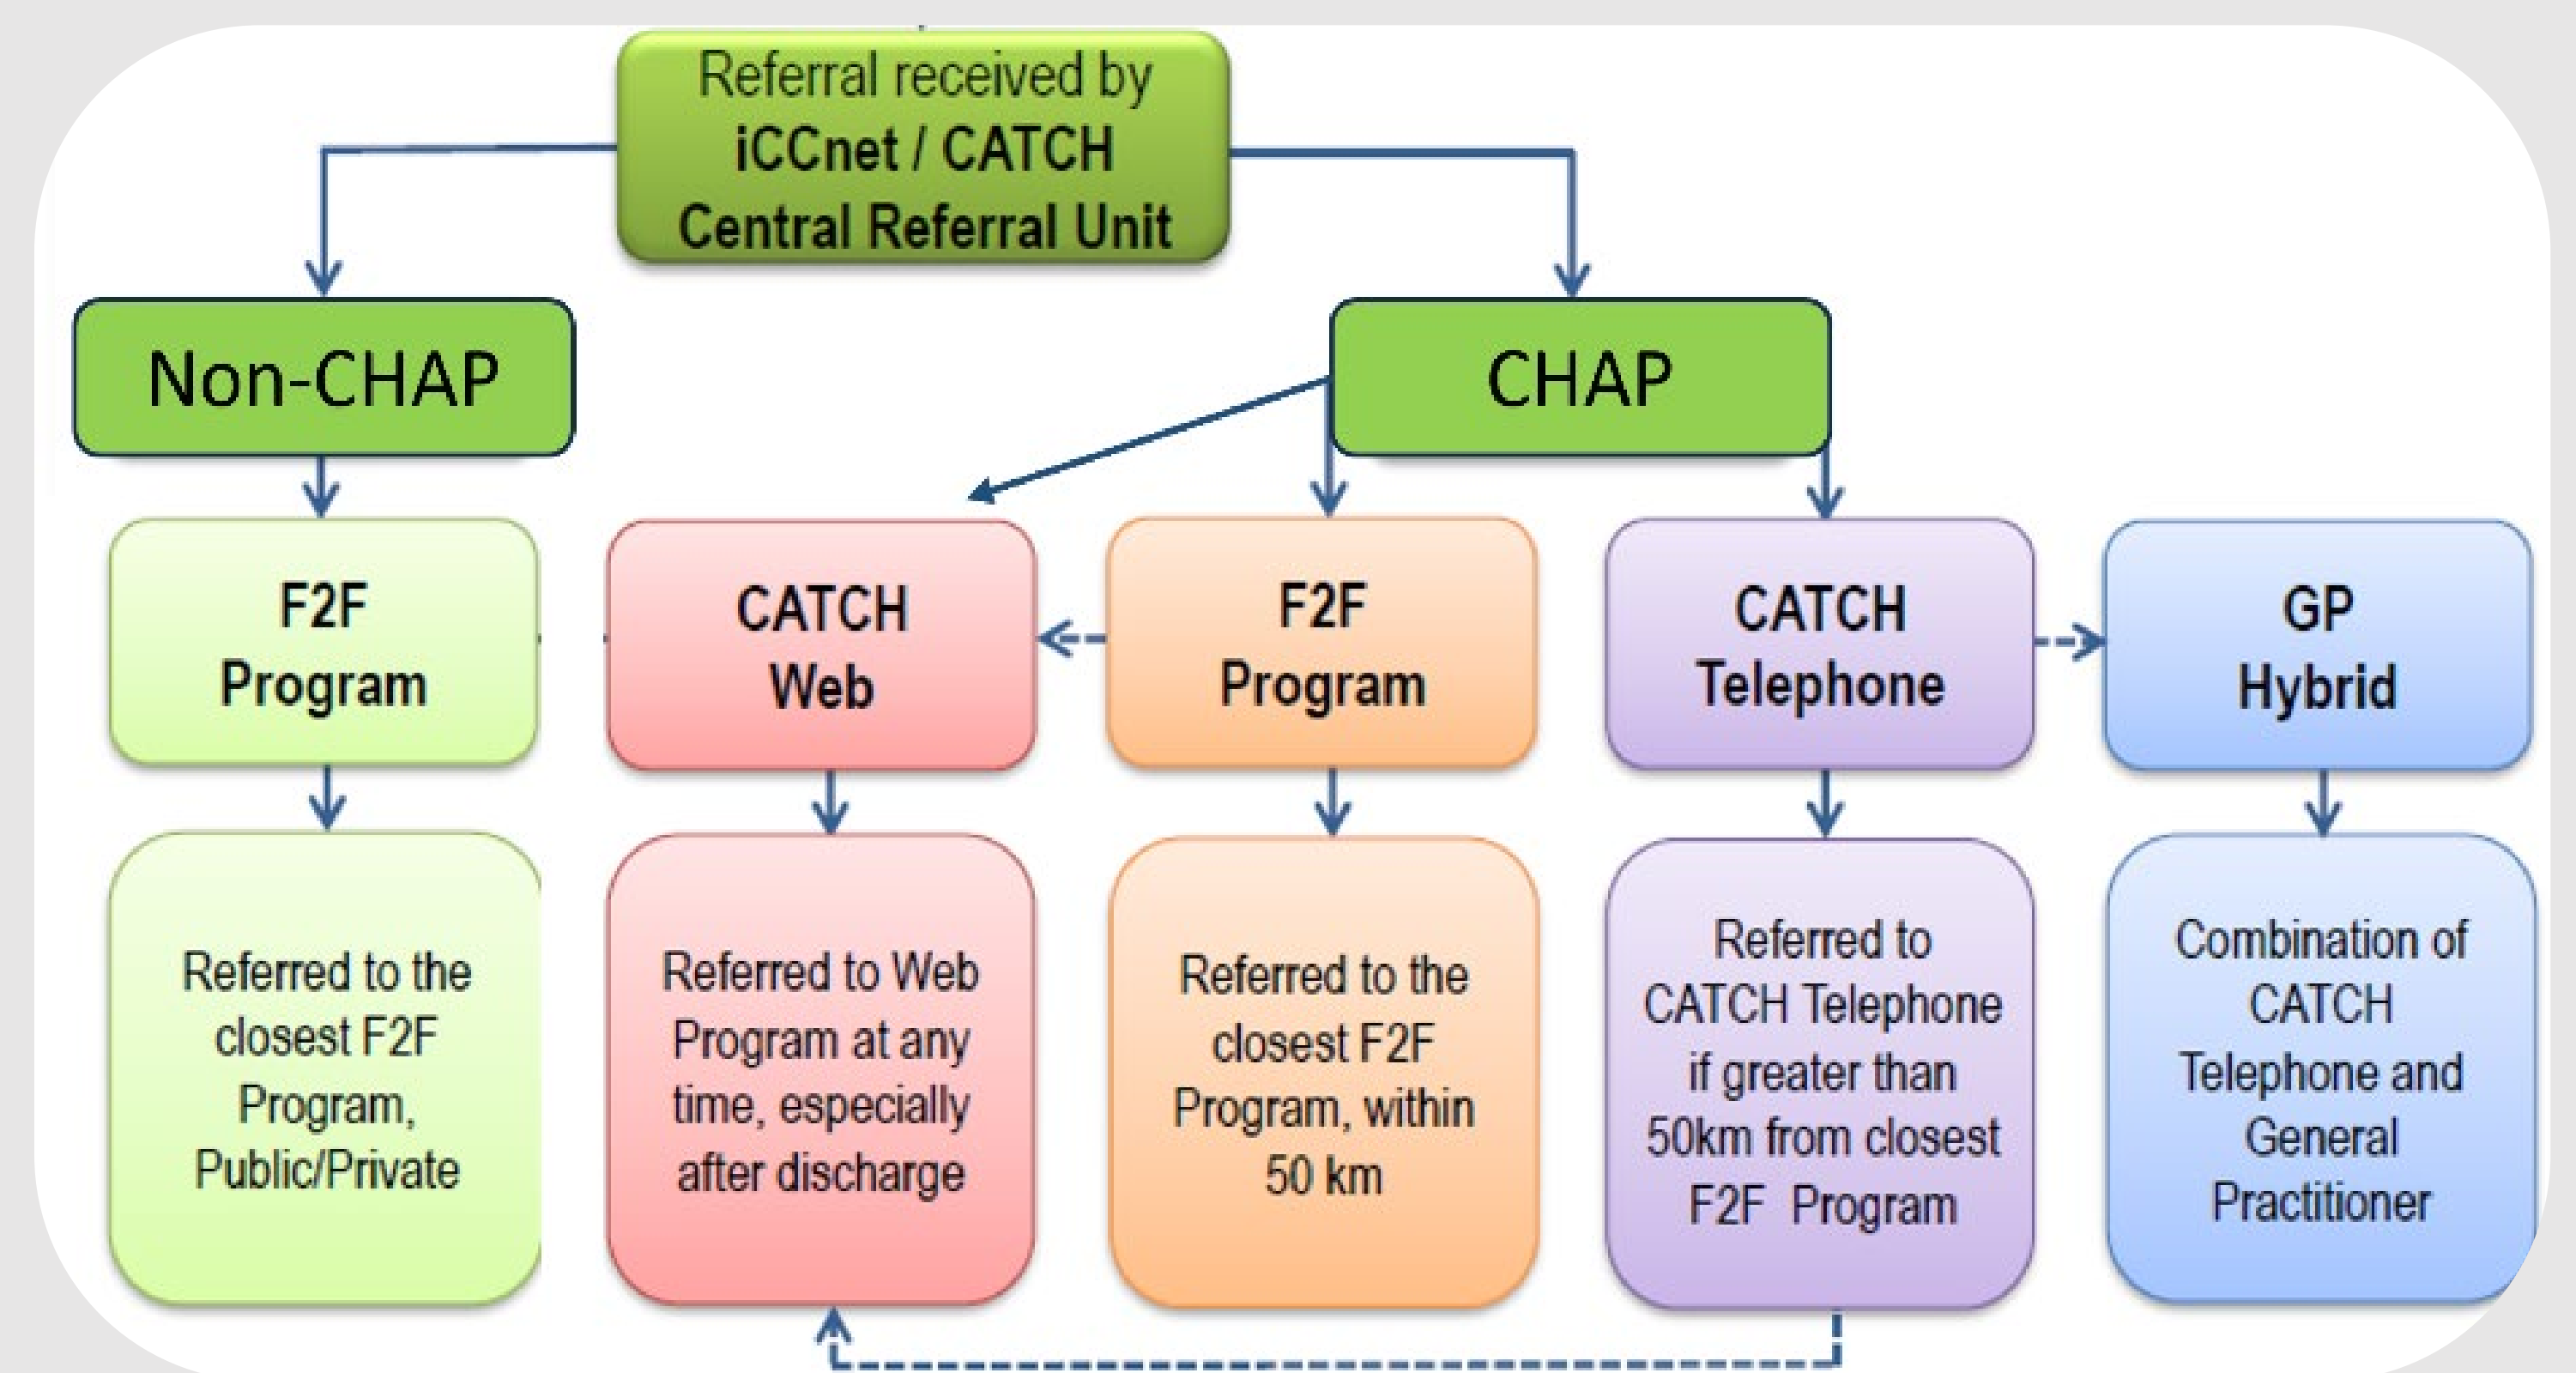 Referral received by
iCCnet / CATCH
Central Referral Unit
Non-CHAP
CHAP
F2F
Program
CATCH
Web
F2F
Program
CATCH
Telephone
GP
Hybrid
Referred to the
closest F2F
Program,
Public/Private
Referred to Web
Program at any
time, especially
after discharge
Referred to the
closest F2F
Program, within
50 km
Referred to
CATCH Telephone
if greater than
50km from closest
F2F Program
Combination of
CATCH
Telephone and
General
Practitioner